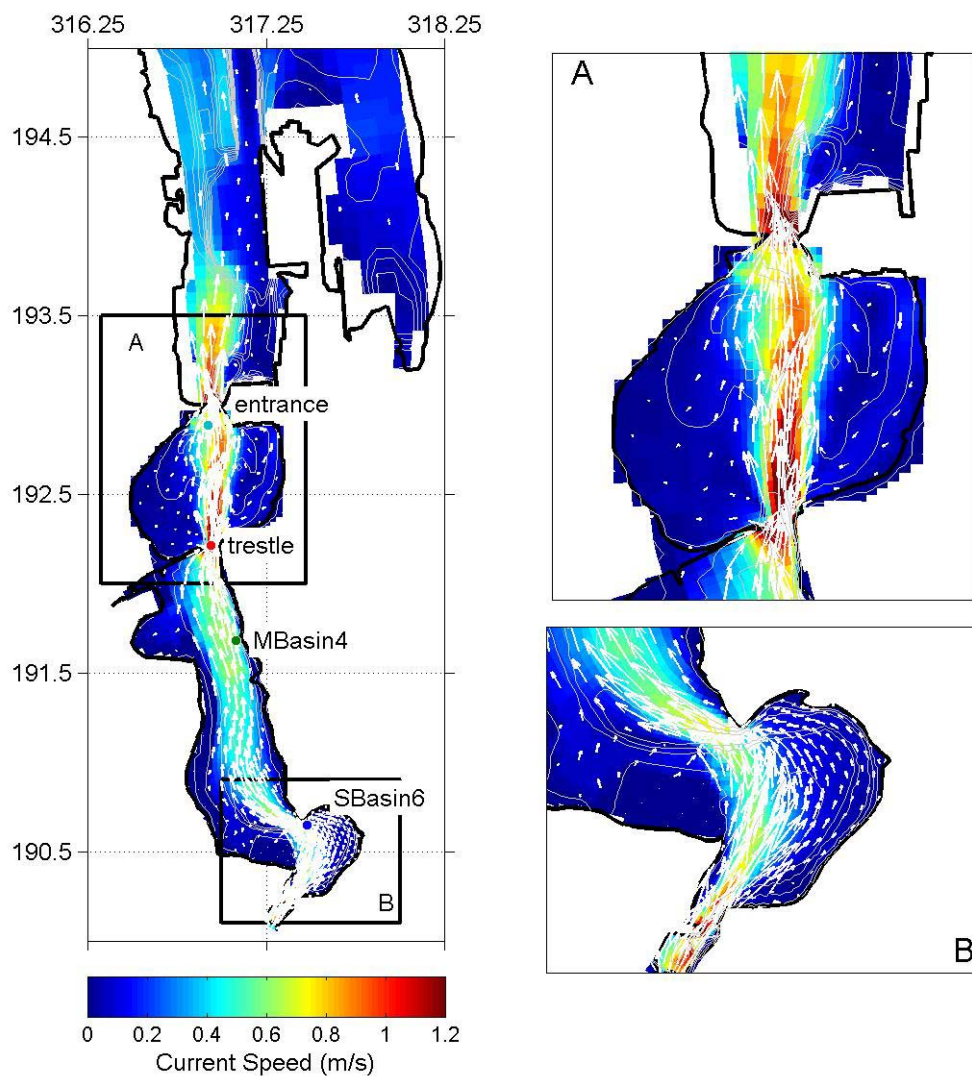 316.25 317.25 318.25
194.5
193.5
192.5
191.5
190.5
A
entrance
trestle
MBasin4
SBasin6
B
0 0.2 0.4 0.6 0.8 1 1.2
Current Speed (m/s)
A
B